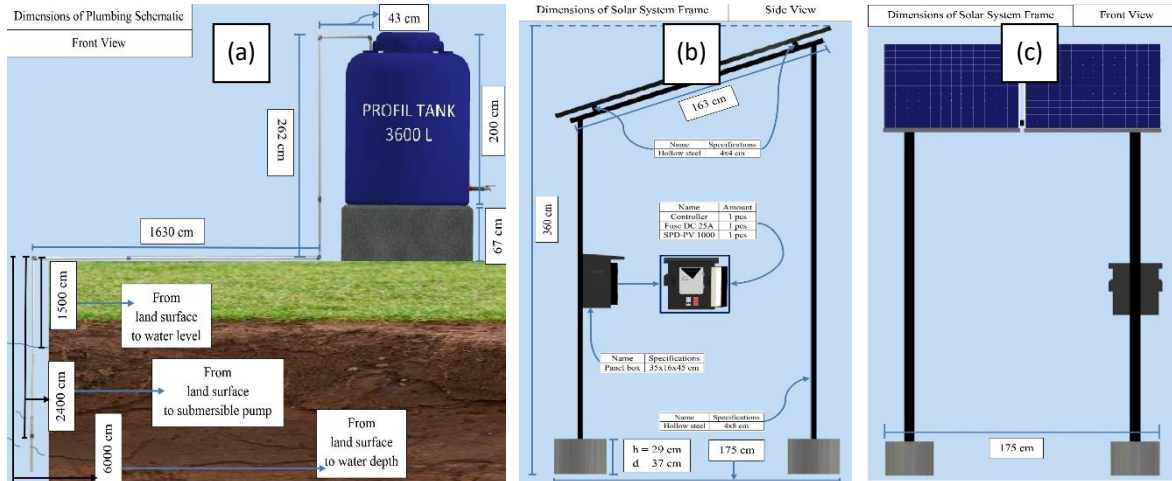 Dimensions of Plumbing Schematic
Front View
(a)
43 cm
262 cm
PROFIL TANK
3600 L
200 cm
67 cm
1630 cm
1500 cm
From
land surface
to water level
2400 cm
From
land surface
to submersible pump
6000 cm
From
land surface
to water depth
Dimensions of Solar System Frame
Side View
(b)
163 cm
Name Specifications
Hollow steel 4x4 cm
360 cm
Name Amount
Controller 1 pcs
Fuse DC 25A 1 pcs
SPD-PV 1000 1 pcs
Name Specifications
Panel box 35x16x45 cm
Name Specifications
Hollow steel 4x8 cm
h = 29 cm
d 37 cm
175 cm
Dimensions of Solar System Frame
Front View
(c)
175 cm